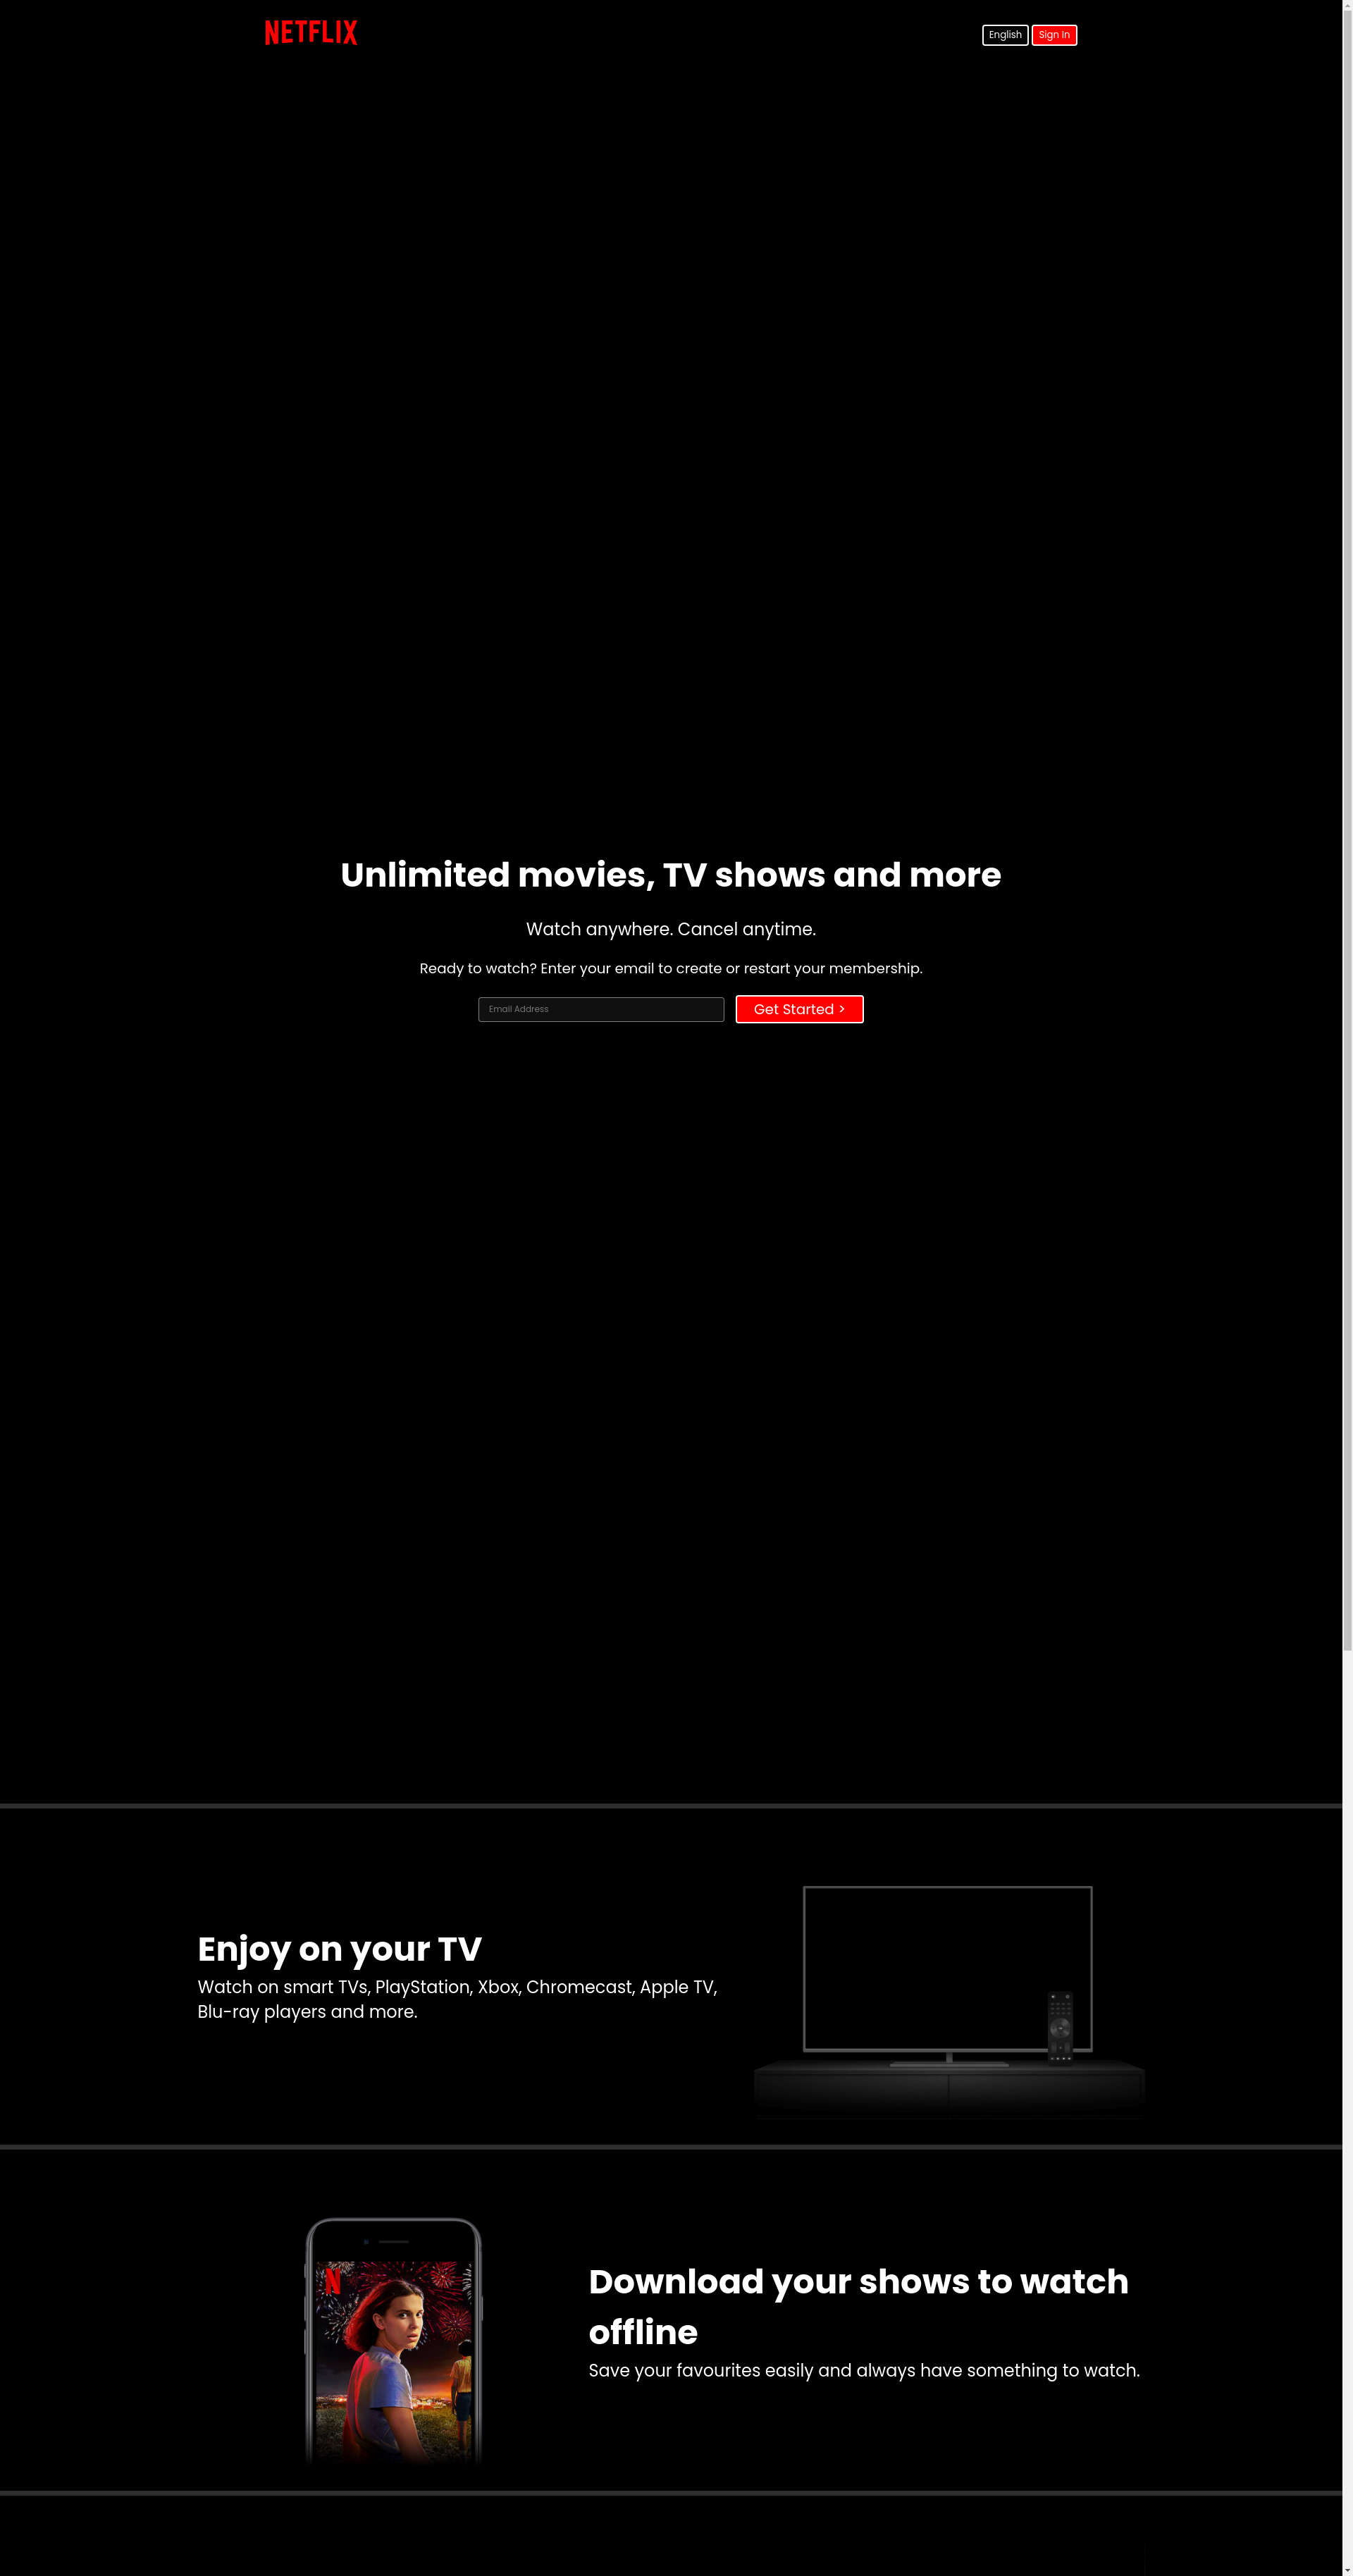 NETFLIX
English
Sign In
Unlimited movies, TV shows and more
Watch anywhere. Cancel anytime.
Ready to watch? Enter your email to create or restart your membership.
Email Address
Get Started >
Enjoy on your TV
Watch on smart TVs, PlayStation, Xbox, Chromecast, Apple TV,
Blu-ray players and more.
N
Download your shows to watch
offline
Save your favourites easily and always have something to watch.